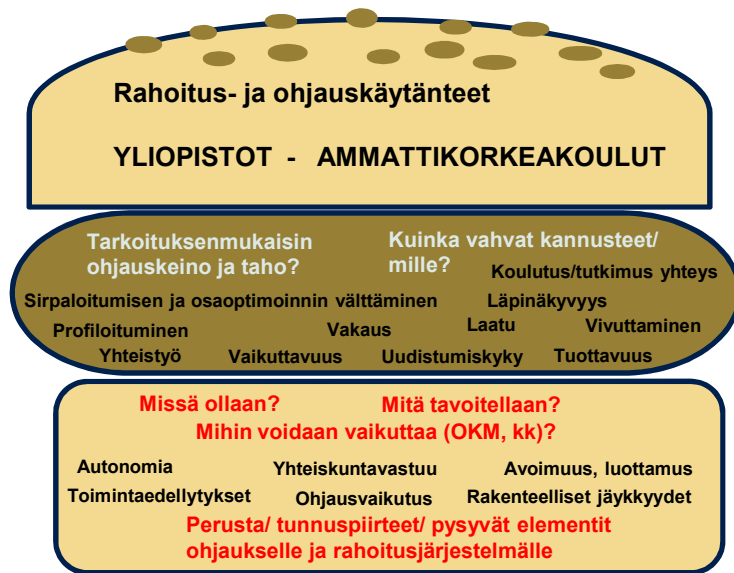 Rahoitus- ja ohjauskäytänteet
YLIOPISTOT - AMMATTIKORKEAKOULUT
Tarkoituksenmukaisin
ohjauskeino ja taho?
Kuinka vahvat kannusteet/
mille?
Koulutus/tutkimus yhteys
Sirpaloitumisen ja osaoptimoinnin välttäminen Läpinäkyvyys
Profiloituminen Vakaus Laatu Vivuttaminen
Yhteistyö Vaikuttavuus Uudistumiskyky Tuottavuus
Missä ollaan? Mitä tavoitellaan?
Mihin voidaan vaikuttaa (OKM, kk)?
Autonomia Yhteiskuntavastuu Avoimuus, luottamus
Toimintaedellytykset Ohjausvaikutus Rakenteelliset jäykkyydet
Perusta/ tunnuspiirteet/ pysyvät elementit
ohjaukselle ja rahoitusjärjestelmälle